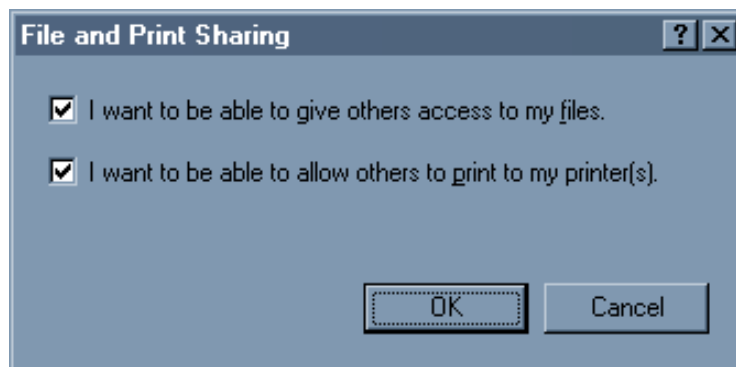 File and Print Sharing
I want to be able to give others access to my files.
I want to be able to allow others to print to my printer(s).
OK Cancel